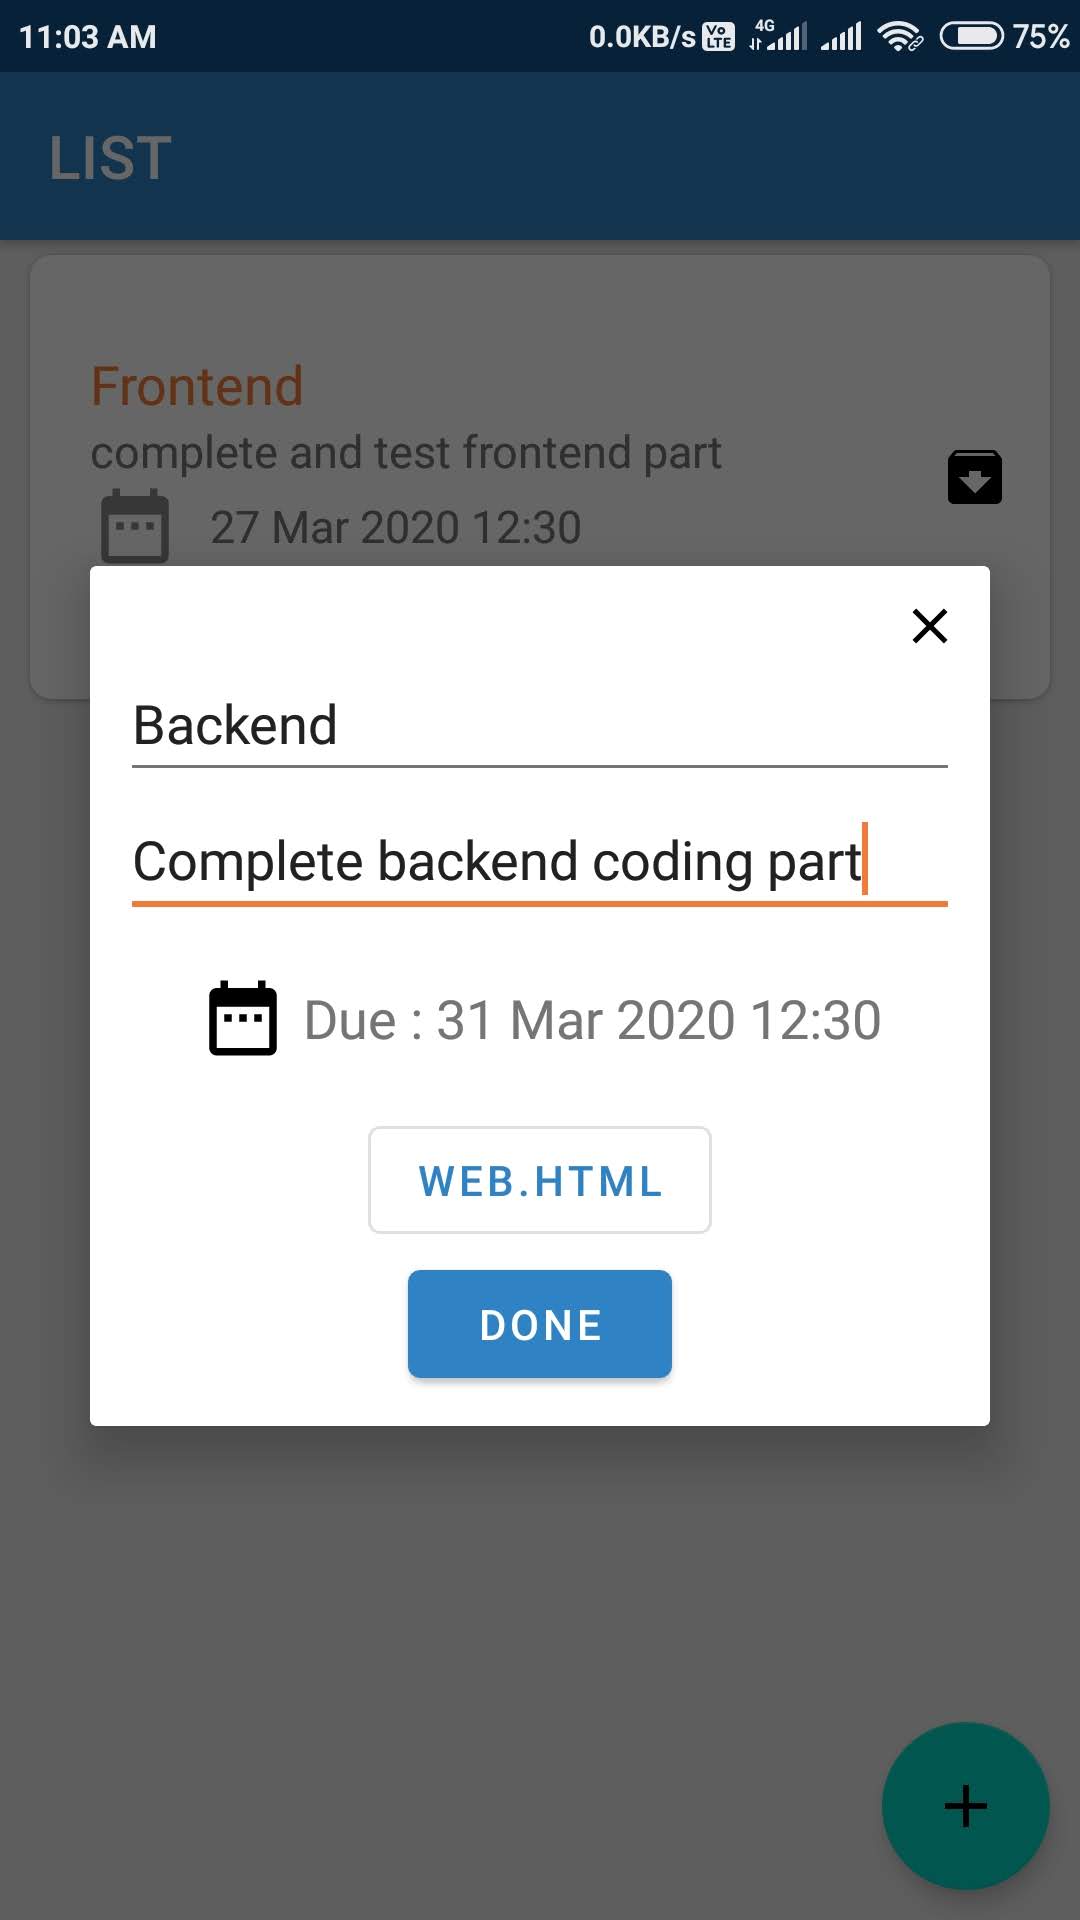 11:03 AM 0.0KB/s Vo LTE 4G 75%
LIST
Frontend
complete and test frontend part
27 Mar 2020 12:30
Backend
Complete backend coding part
Due : 31 Mar 2020 12:30
WEB.HTML
DONE